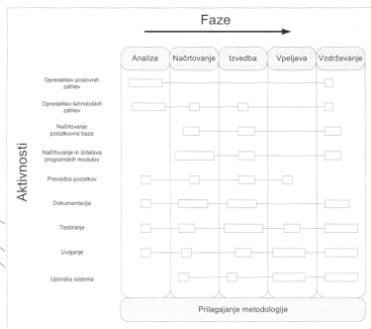 Faze
Analiza
Načrtovanje
Izvedba
Vpeljava
Vzdrževanje
Aktivnosti
Opredelitev poslovnih
zahtev
Opredelitev tehnoloških
zahtev
Načrtovanje
podatkovne baze
Načrtovanje in izdelava
programskih modulov
Prevedba podatkov
Dokumentacija
Testiranje
Uvajanje
Uporaba sistema
Prilagajanje metodologije